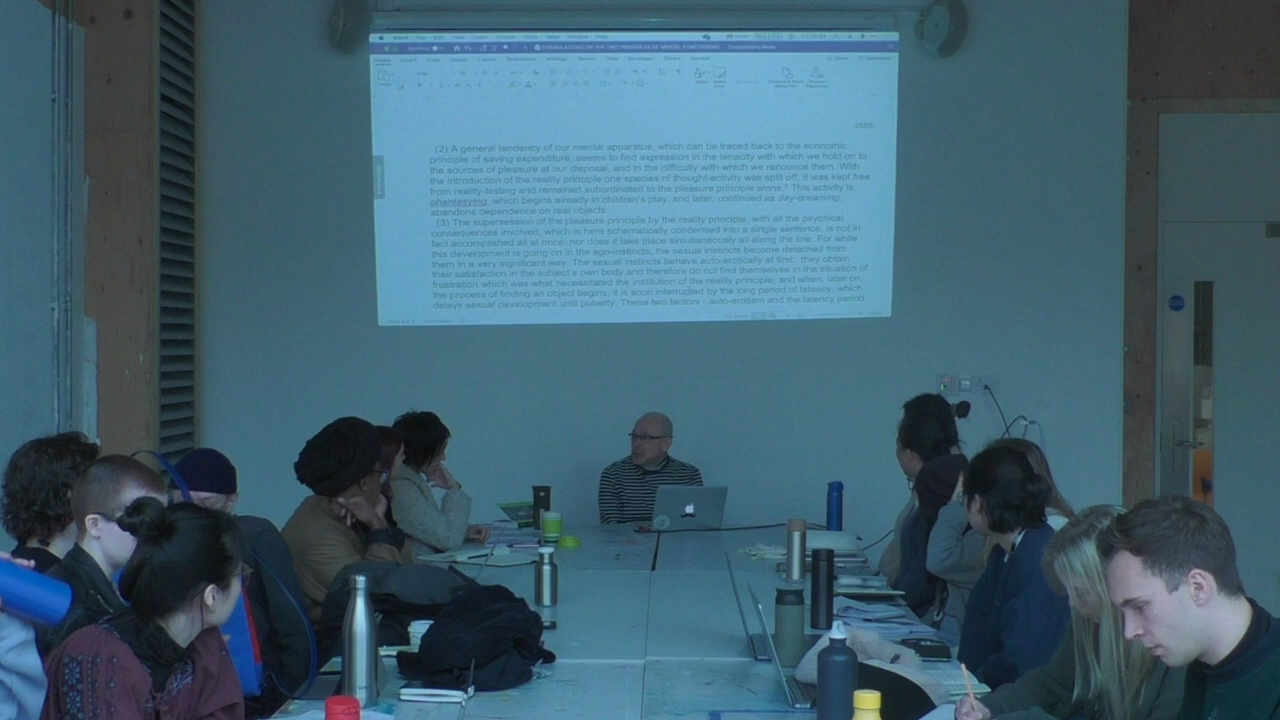 FORMULATIONS ON THE TWO PRINCIPLES OF MENTAL FUNCTIONING - Compatibility Mode
2555
(2) A general tendency of our mental apparatus, which can be traced back to the economic
principle of saving expenditure, seems to find expression in the tenacity with which we hold on to
the sources of pleasure at our disposal, and in the difficulty with which we renounce them. With
the introduction of the reality principle one species of thought-activity was split off; it was kept free
from reality-testing and remained subordinated to the pleasure principle alone. This activity is
phantasying, which begins already in children's play, and later, continued as day-dreaming,
abandons dependence on real objects.
(3) The supersession of the pleasure principle by the reality principle, with all the psychical
consequences involved, which is here schematically condensed into a single sentence, is not in
fact accomplished all at once; nor does it take place simultaneously all along the line. For while
this development is going on in the ego-instincts, the sexual instincts become detached from
them in a very significant way. The sexual instincts behave auto-erotically at first; they obtain
their satisfaction in the subject's own body and therefore do not find themselves in the situation of
frustration which was what necessitated the institution of the reality principle; and when, later on,
the process of finding an object begins, it is soon interrupted by the long period of latency, which
delays sexual development until puberty. These two factors - auto-erotism and the latency period